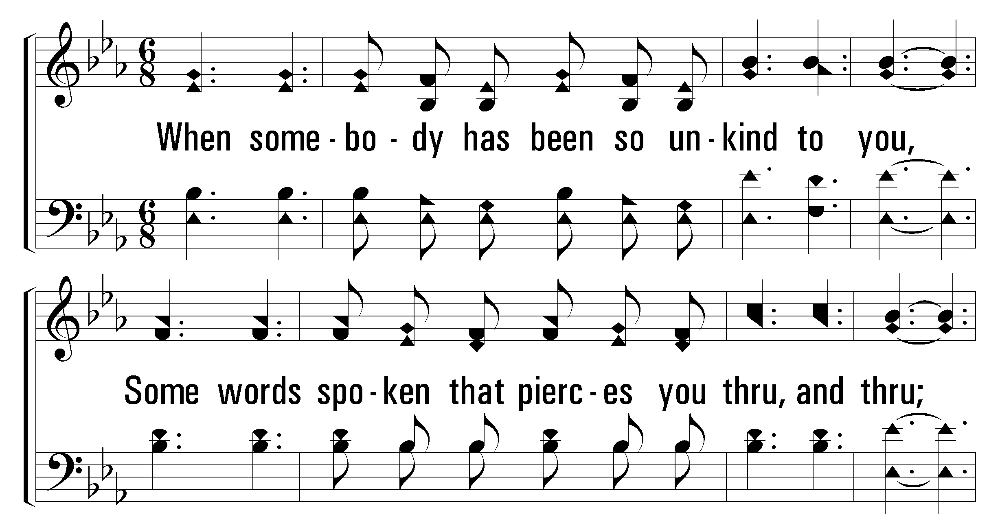 When some - bo - dy has been so un - kind to you,
Some words spo - ken that pierc - es you thru, and thru;